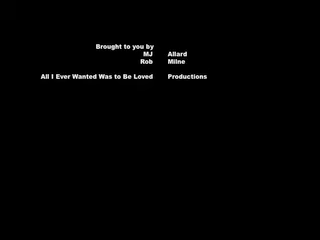 Brought to you by
MJ Allard
Rob Milne
All I Ever Wanted Was to Be Loved Productions